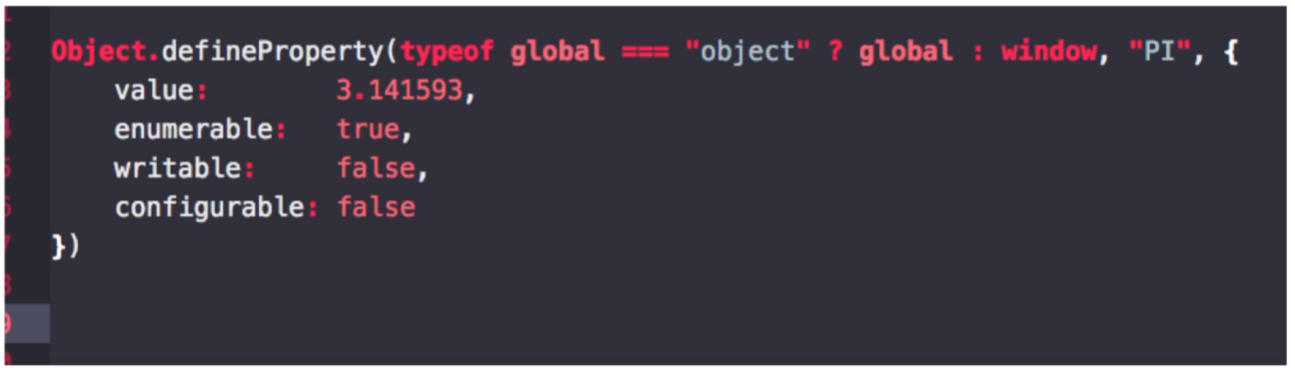 Object.defineProperty(typeof global === "object" ? global : window, "PI", {
    value:        3.141593,
    enumerable:   true,
    writable:     false,
    configurable: false
})